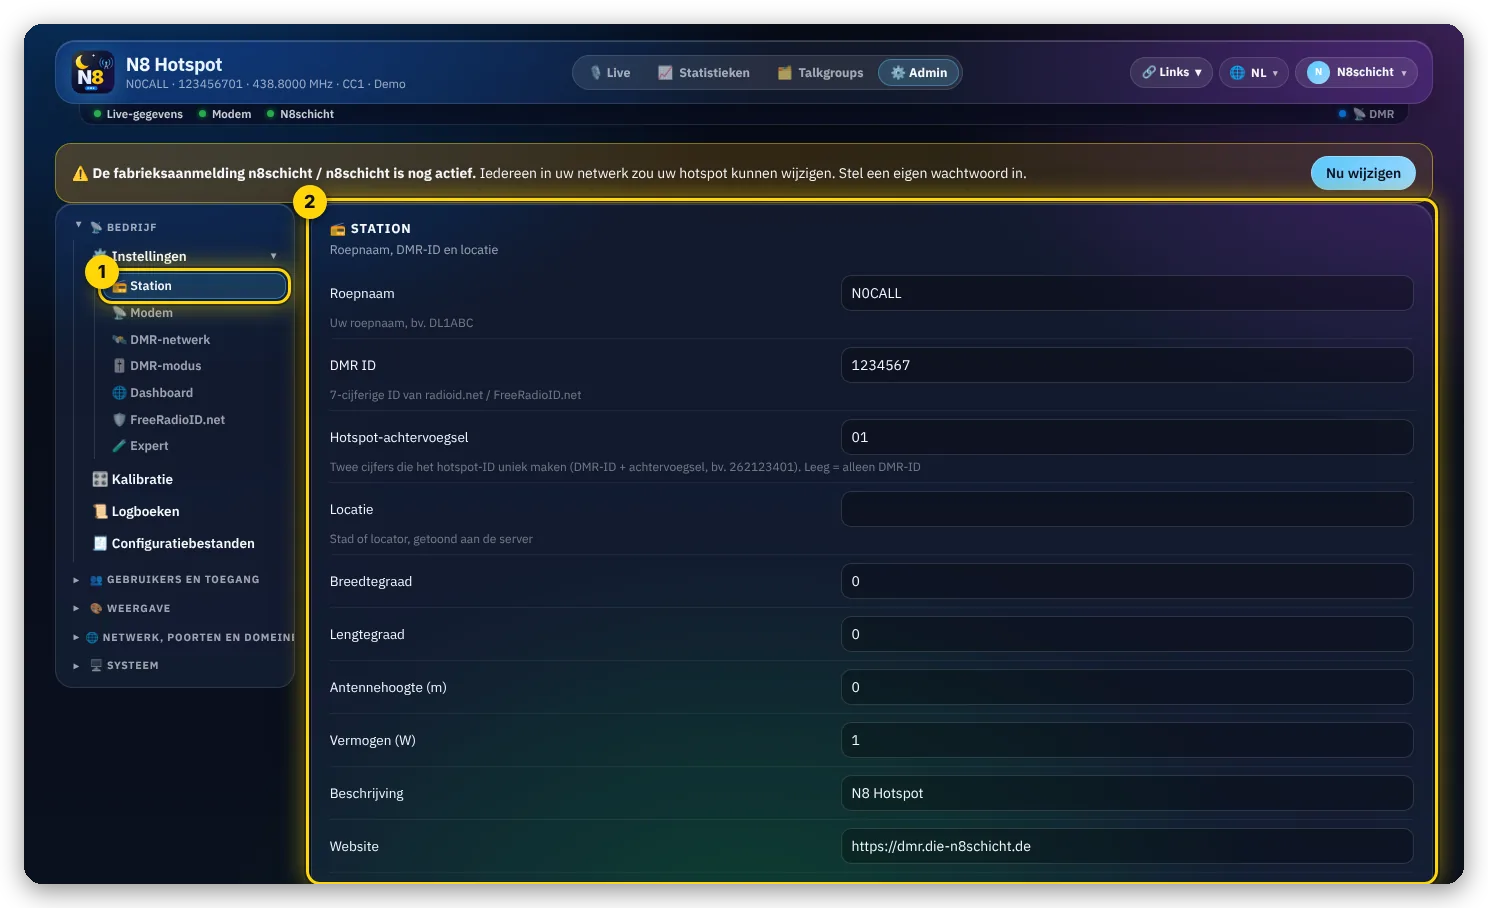 N8 Hotspot
N0CALL · 123456701 · 438.8000 MHz · CC1 · Demo
Live
Statistieken
Talkgroups
Admin
Links ▾
NL ▾
N N8schicht ▾
Live-gegevens
Modem
N8schicht
DMR
De fabrieksaanmelding n8schicht / n8schicht is nog actief. Iedereen in uw netwerk zou uw hotspot kunnen wijzigen. Stel een eigen wachtwoord in.
Nu wijzigen
BEDRIJF
Instellingen
1
Station
Modem
DMR-netwerk
DMR-modus
Dashboard
FreeRadioID.net
Expert
Kalibratie
Logboeken
Configuratiebestanden
GEBRUIKERS EN TOEGANG
WEERGAVE
NETWERK, POORTEN EN DOMEIN
SYSTEEM
2
STATION
Roepnaam, DMR-ID en locatie
Roepnaam
N0CALL
Uw roepnaam, bv. DL1ABC
DMR ID
1234567
7-cijferige ID van radioid.net / FreeRadioID.net
Hotspot-achtervoegsel
01
Twee cijfers die het hotspot-ID uniek maken (DMR-ID + achtervoegsel, bv. 262123401). Leeg = alleen DMR-ID
Locatie
Stad of locator, getoond aan de server
Breedtegraad
0
Lengtegraad
0
Antennehoogte (m)
0
Vermogen (W)
1
Beschrijving
N8 Hotspot
Website
https://dmr.die-n8schicht.de